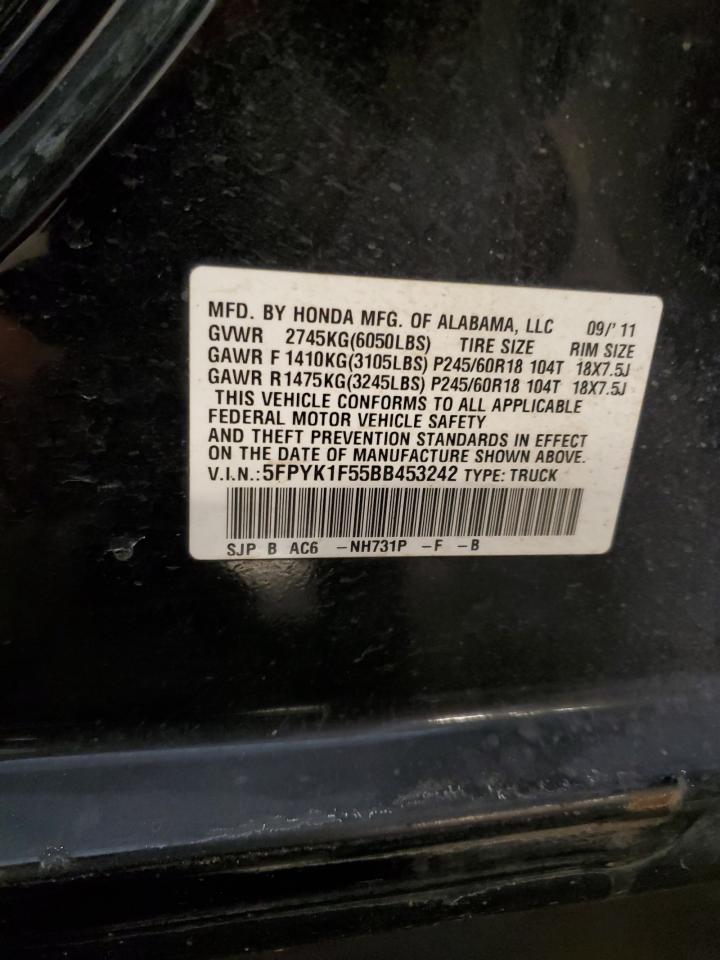 MFD. BY HONDA MFG. OF ALABAMA, LLC 09/'11
GVWR 2745KG(6050LBS) TIRE SIZE RIM SIZE
GAWR F 1410KG(3105LBS) P245/60R18 104T 18X7.5J
GAWR R1475KG(3245LBS) P245/60R18 104T 18X7.5J
THIS VEHICLE CONFORMS TO ALL APPLICABLE
FEDERAL MOTOR VEHICLE SAFETY
AND THEFT PREVENTION STANDARDS IN EFFECT
ON THE DATE OF MANUFACTURE SHOWN ABOVE.
V.I.N.:5FPYK1F55BB453242 TYPE: TRUCK
SJP B AC6 -NH731P -F -B